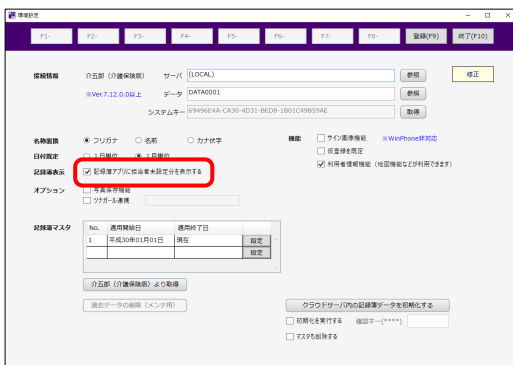 環境設定
F1-
F2-
F3-
F4-
F5-
F6-
F7-
F8-
登録(F9)
終了(F10)
接続情報
介五郎（介護保険版）
サーバ
(LOCAL)
参照
修正
※Ver.7.12.0.0以上
データ
DATA0001
参照
システムキー
69496E4A-CA30-4D31-BED8-1B01C49B59AE
取得
名称置換
フリガナ
名前
カナ伏字
機能
サイン画像機能
※WinPhone非対応
日付既定
１日単位
１月単位
仮登録を既定
記録簿表示
記録簿アプリに担当者未設定分を表示する
利用者情報機能（地図機能などが利用できます）
オプション
写真保存機能
ツナガール連携
記録簿マスタ
No.
適用開始日
適用終了日
1
平成30年01月01日
現在
設定
設定
介五郎（介護保険版）より取得
過去データの削除（メンテ用）
クラウドサーバ内の記録簿データを初期化する
初期化を実行する
確認キー(****)
マスタも削除する